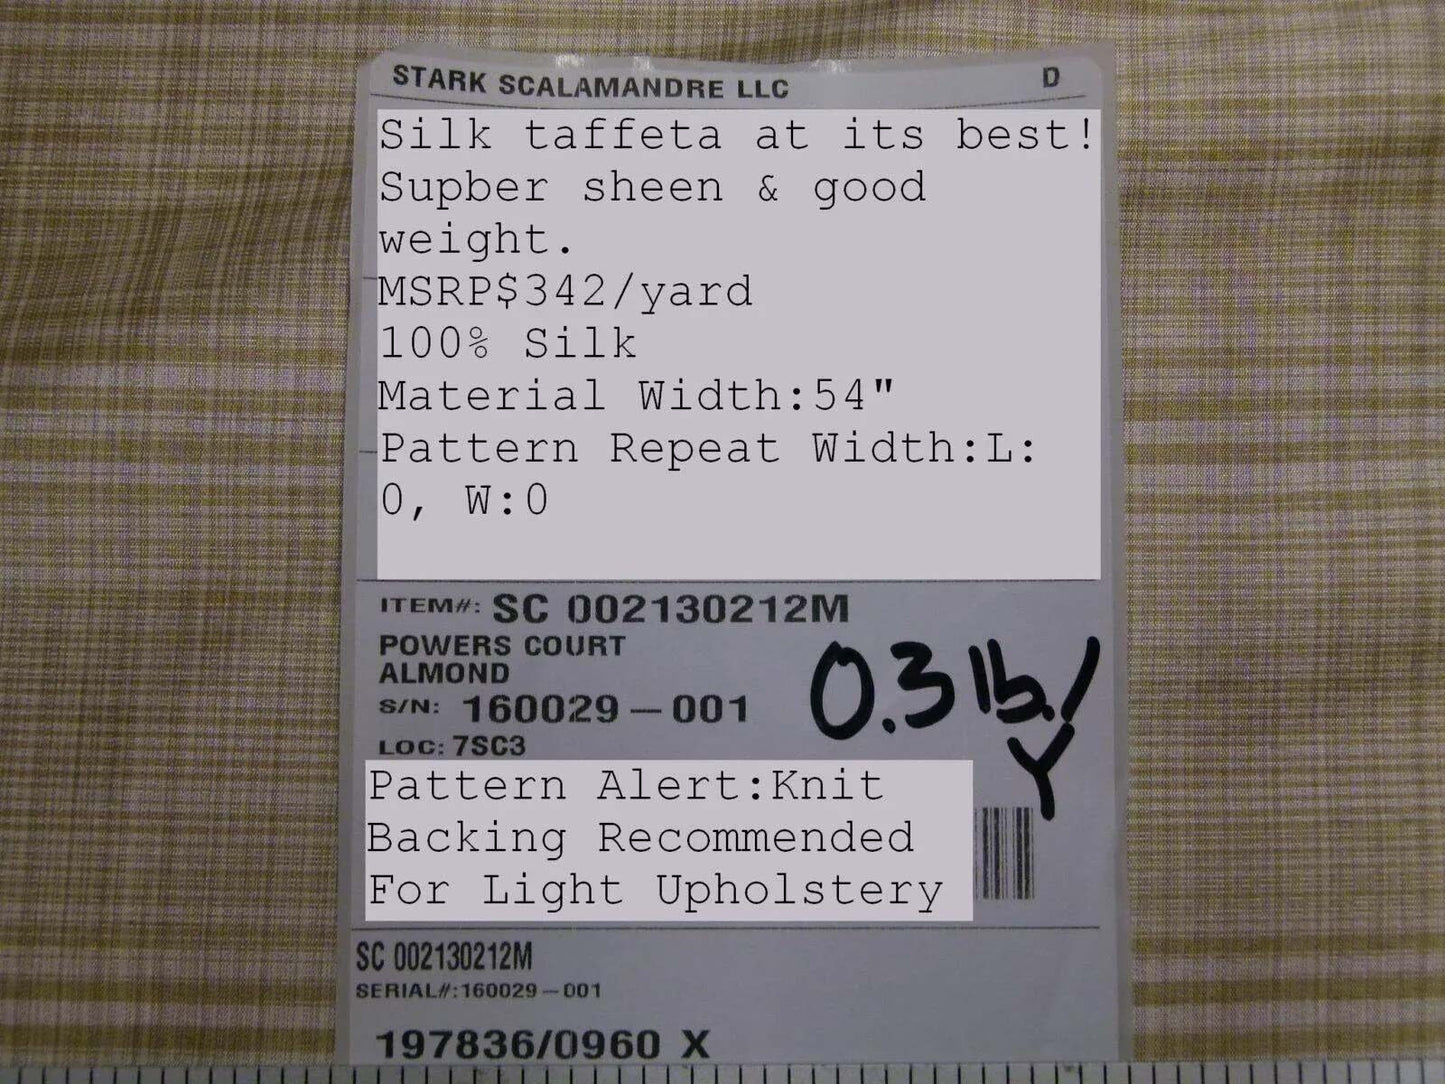 STARK SCALAMANDRE LLC D
Silk taffeta at its best!
Supber sheen & good
weight.
MSRP$342/yard
100% Silk
Material Width:54"
Pattern Repeat Width:L:
0, W:0
ITEM#: SC 002130212M
POWERS COURT
ALMOND
S/N: 160029-001
0.3 lb./
Y
LOC: 7SC3
Pattern Alert:Knit
Backing Recommended
For Light Upholstery
SC 002130212M
SERIAL#:160029-001
197836/0960 X